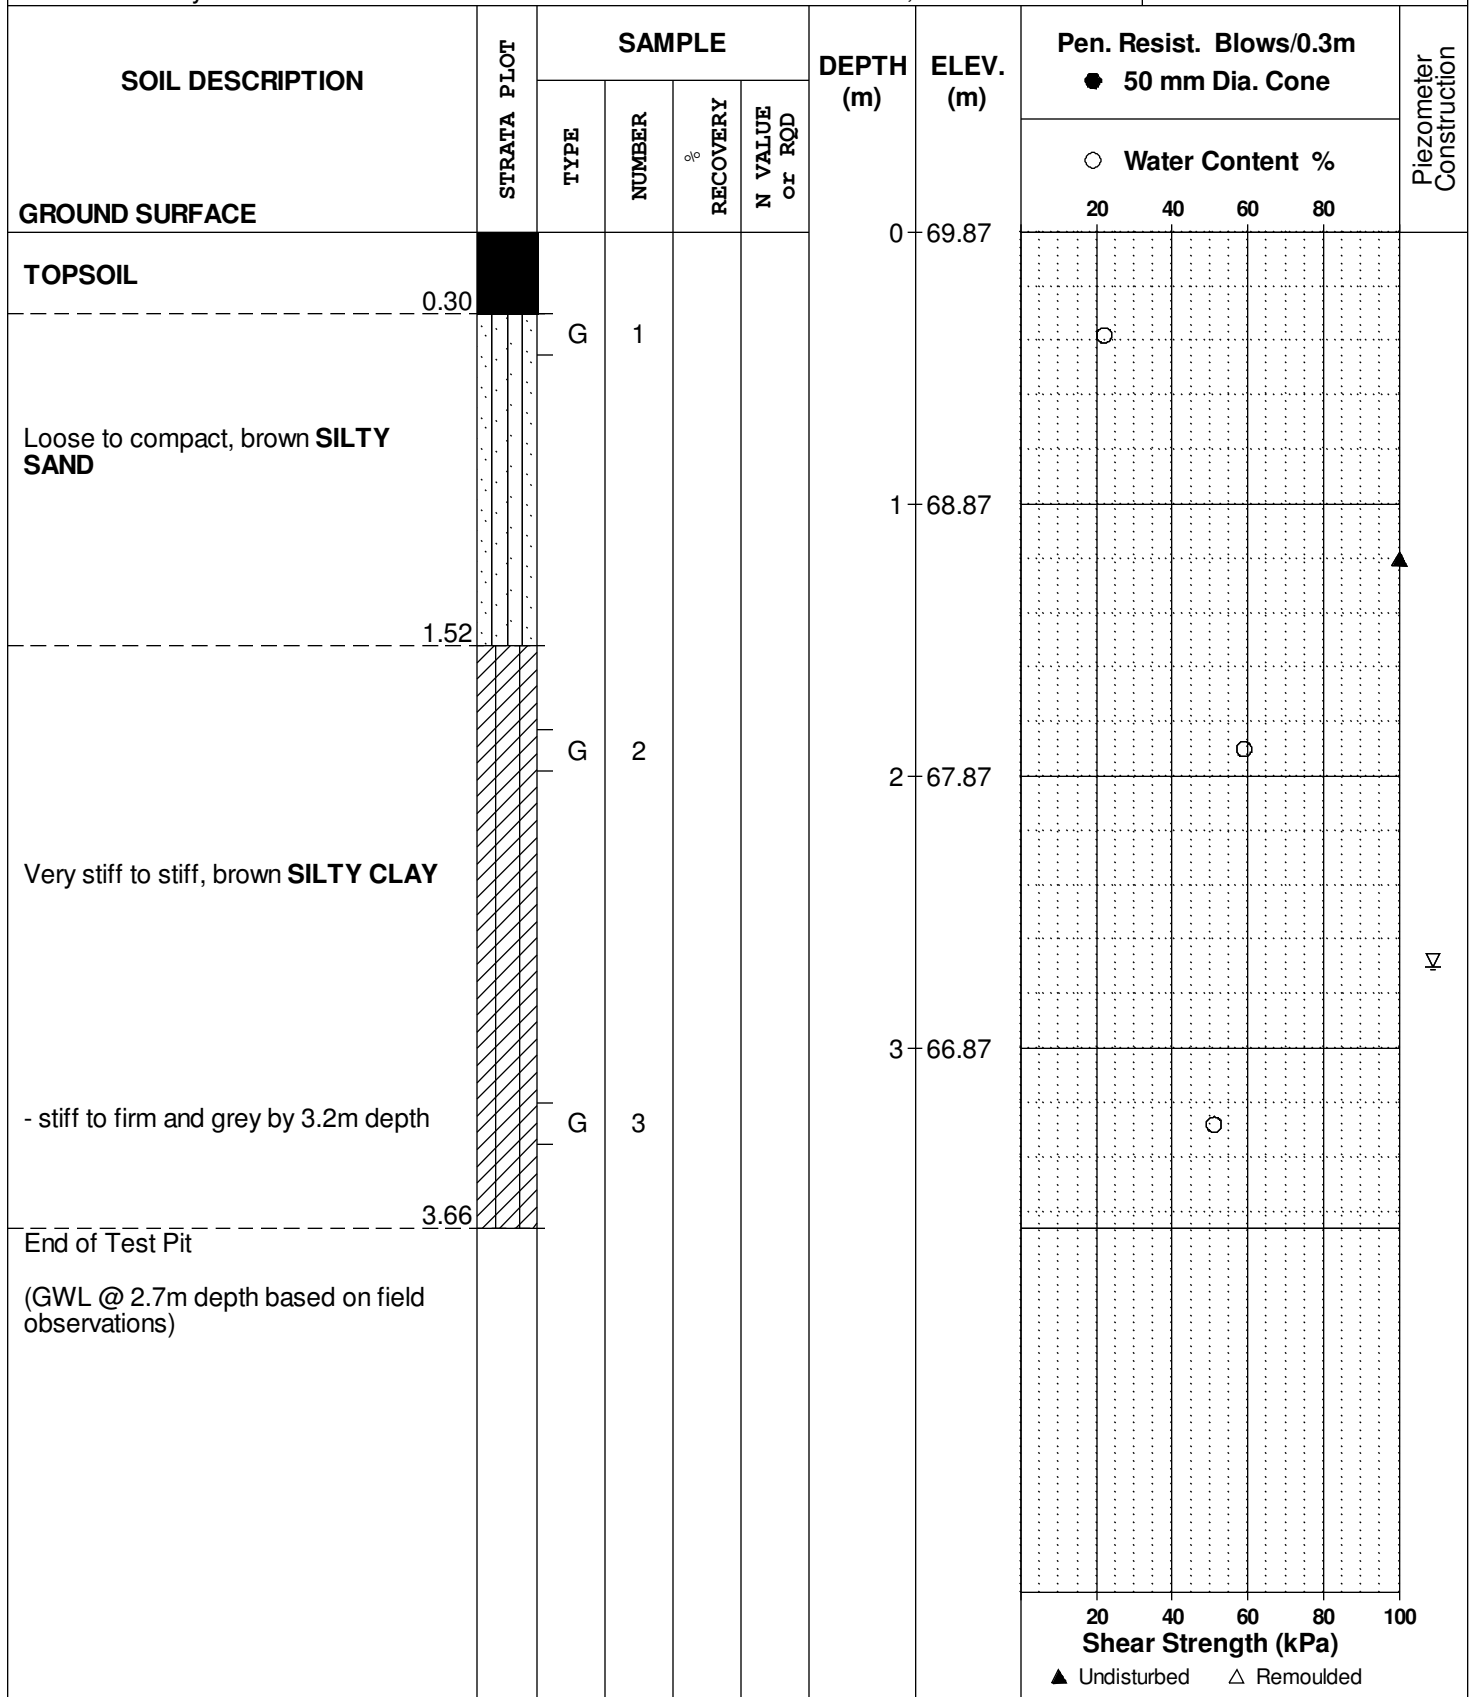 SOIL DESCRIPTION
GROUND SURFACE
STRATA PLOT
SAMPLE
TYPE
NUMBER
%
RECOVERY
N VALUE
or RQD
DEPTH
(m)
ELEV.
(m)
Pen. Resist. Blows/0.3m
● 50 mm Dia. Cone
○ Water Content %
20 40 60 80
Piezometer
Construction
0 69.87
TOPSOIL
0.30
G 1
Loose to compact, brown SILTY
SAND
1 68.87
1.52
G 2
2 67.87
Very stiff to stiff, brown SILTY CLAY
3 66.87
- stiff to firm and grey by 3.2m depth
G 3
3.66
End of Test Pit
(GWL @ 2.7m depth based on field
observations)
20 40 60 80 100
Shear Strength (kPa)
▲ Undisturbed △ Remoulded